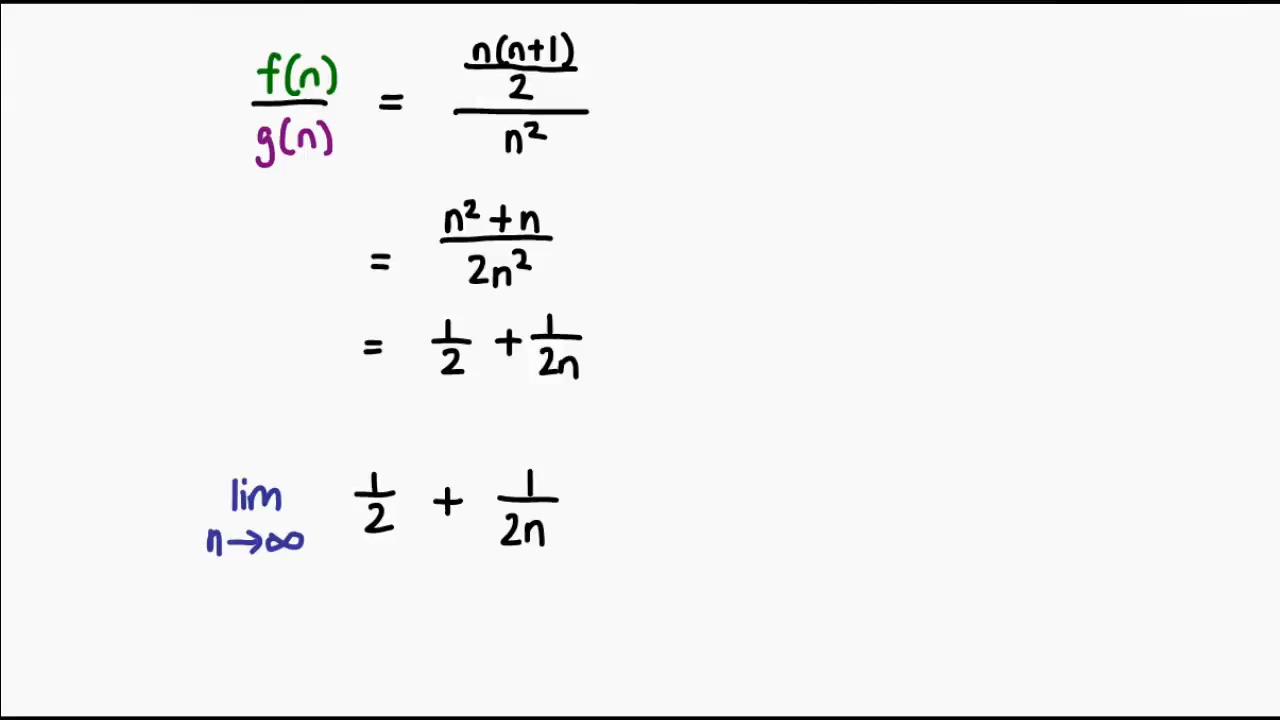 f(n)/g(n) = (n(n+1)/2)/n²
= (n² + n)/2n²
= 1/2 + 1/2n
lim n→∞ 1/2 + 1/2n